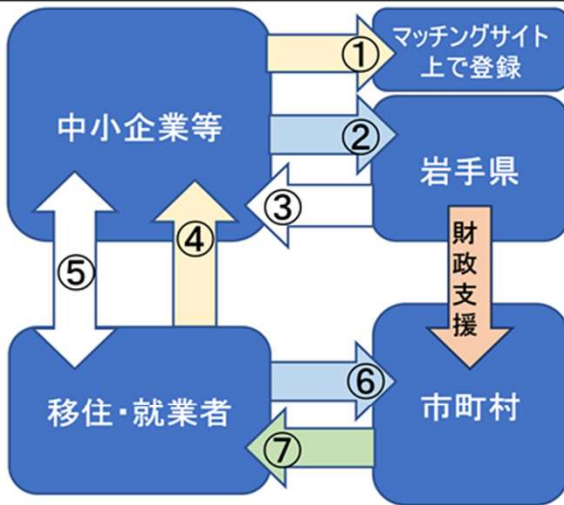 マッチングサイト
上で登録
①
中小企業等
②
岩手県
③
④
⑤
財政支援
移住・就業者
⑥
市町村
⑦